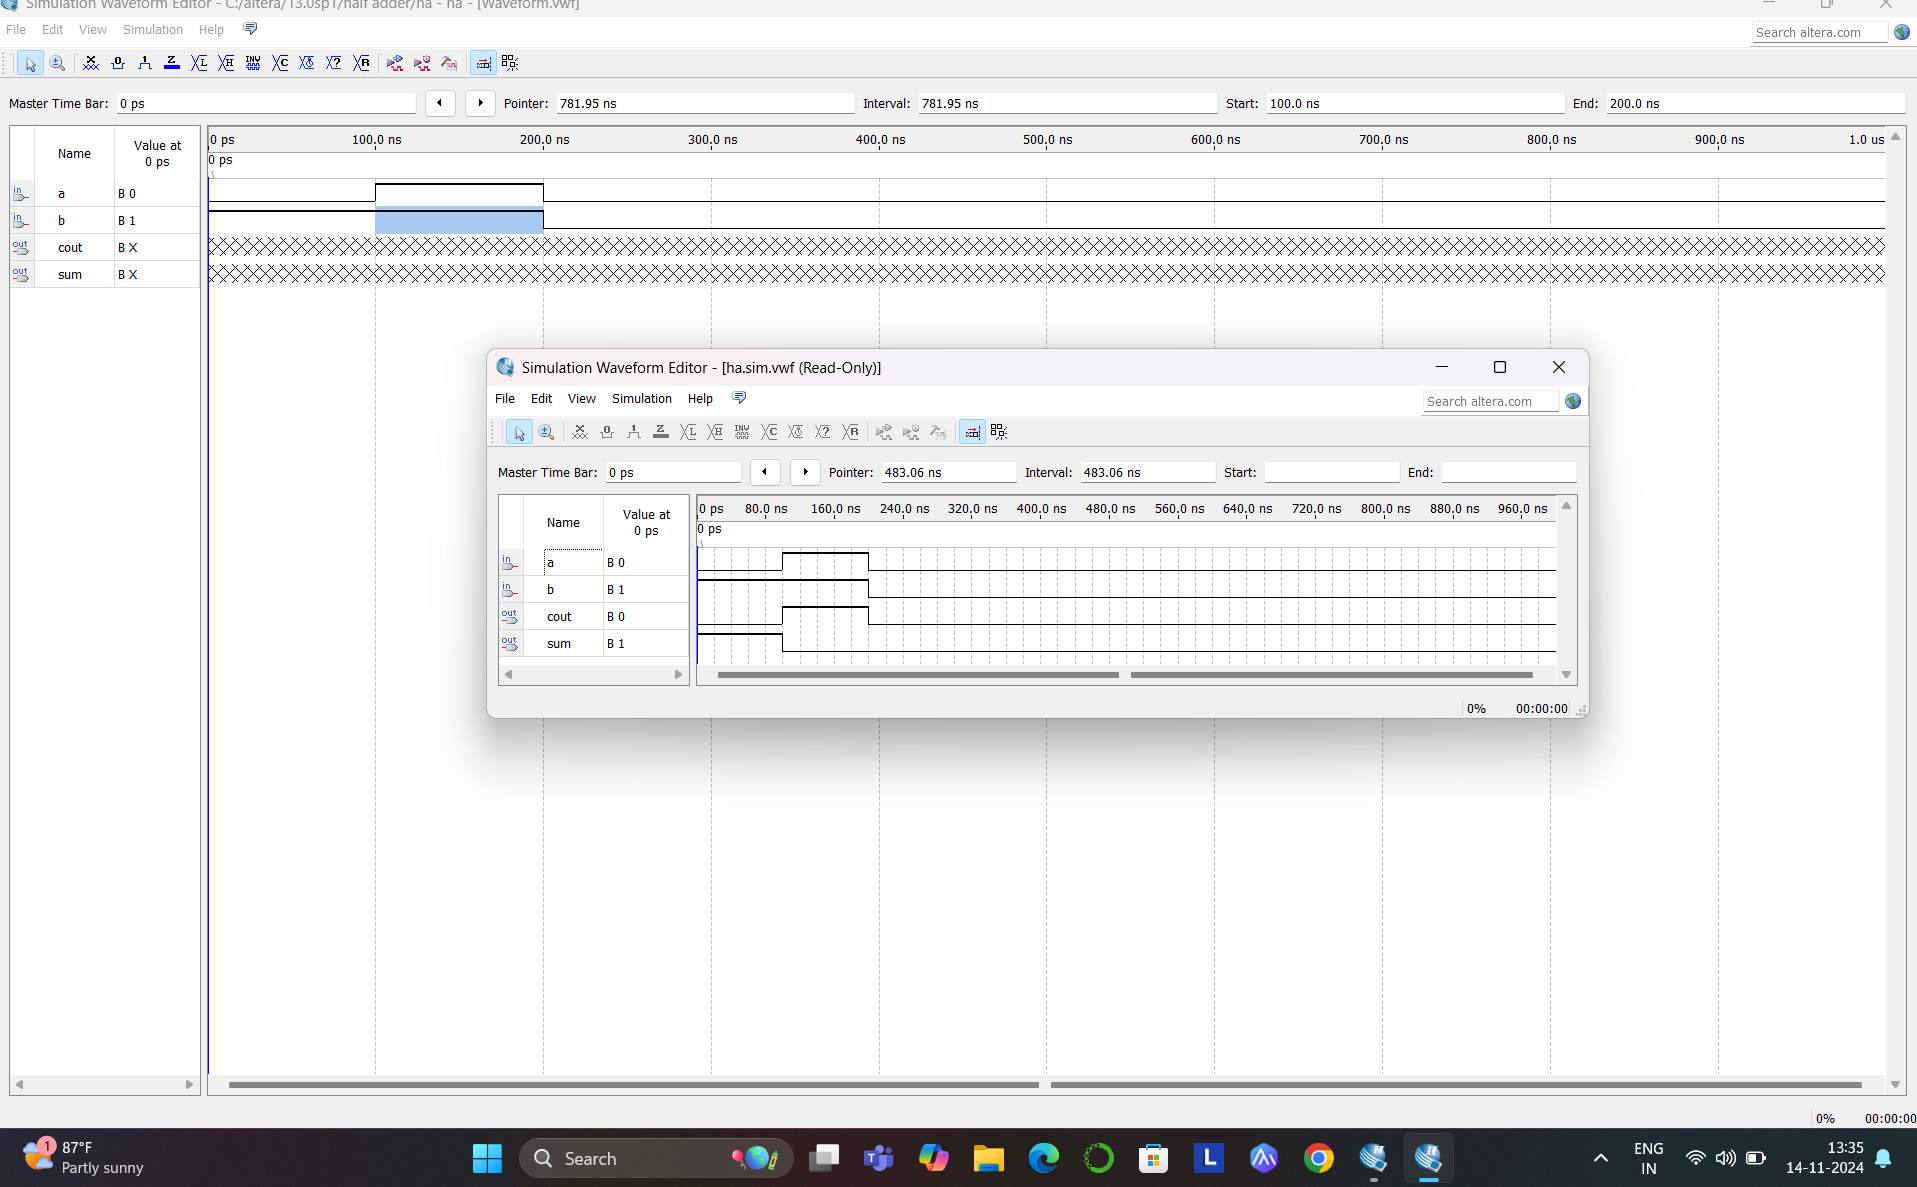 Simulation Waveform Editor - C:/altera/13.0sp1/half adder/ha - ha - [Waveform.vwf]
File Edit View Simulation Help
Search altera.com
Master Time Bar: 0 ps Pointer: 781.95 ns Interval: 781.95 ns Start: 100.0 ns End: 200.0 ns
Name Value at 0 ps
0 ps 100.0 ns 200.0 ns 300.0 ns 400.0 ns 500.0 ns 600.0 ns 700.0 ns 800.0 ns 900.0 ns 1.0 us
0 ps
in a B 0
in b B 1
out cout B X
out sum B X
Simulation Waveform Editor - [ha.sim.vwf (Read-Only)]
File Edit View Simulation Help
Search altera.com
Master Time Bar: 0 ps Pointer: 483.06 ns Interval: 483.06 ns Start: End:
Name Value at 0 ps
0 ps 80.0 ns 160.0 ns 240.0 ns 320.0 ns 400.0 ns 480.0 ns 560.0 ns 640.0 ns 720.0 ns 800.0 ns 880.0 ns 960.0 ns
0 ps
in a B 0
in b B 1
out cout B 0
out sum B 1
0% 00:00:00
0% 00:00:00
1
87°F
Partly sunny
Search
ENG
IN
13:35
14-11-2024